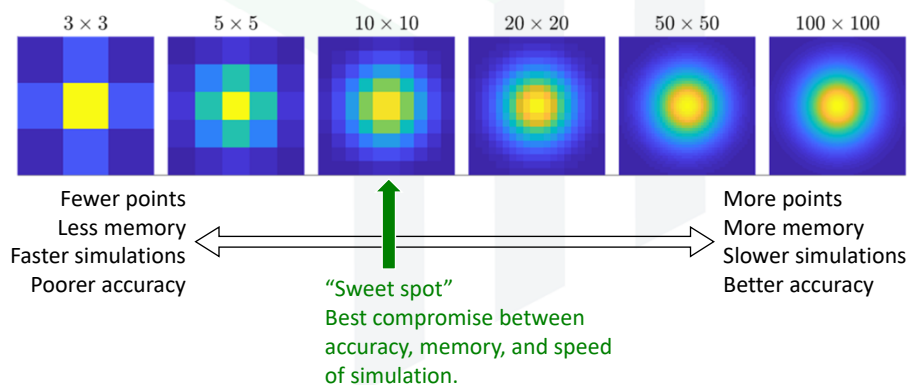 3 × 3
5 × 5
10 × 10
20 × 20
50 × 50
100 × 100
Fewer points
Less memory
Faster simulations
Poorer accuracy
More points
More memory
Slower simulations
Better accuracy
“Sweet spot”
Best compromise between
accuracy, memory, and speed
of simulation.